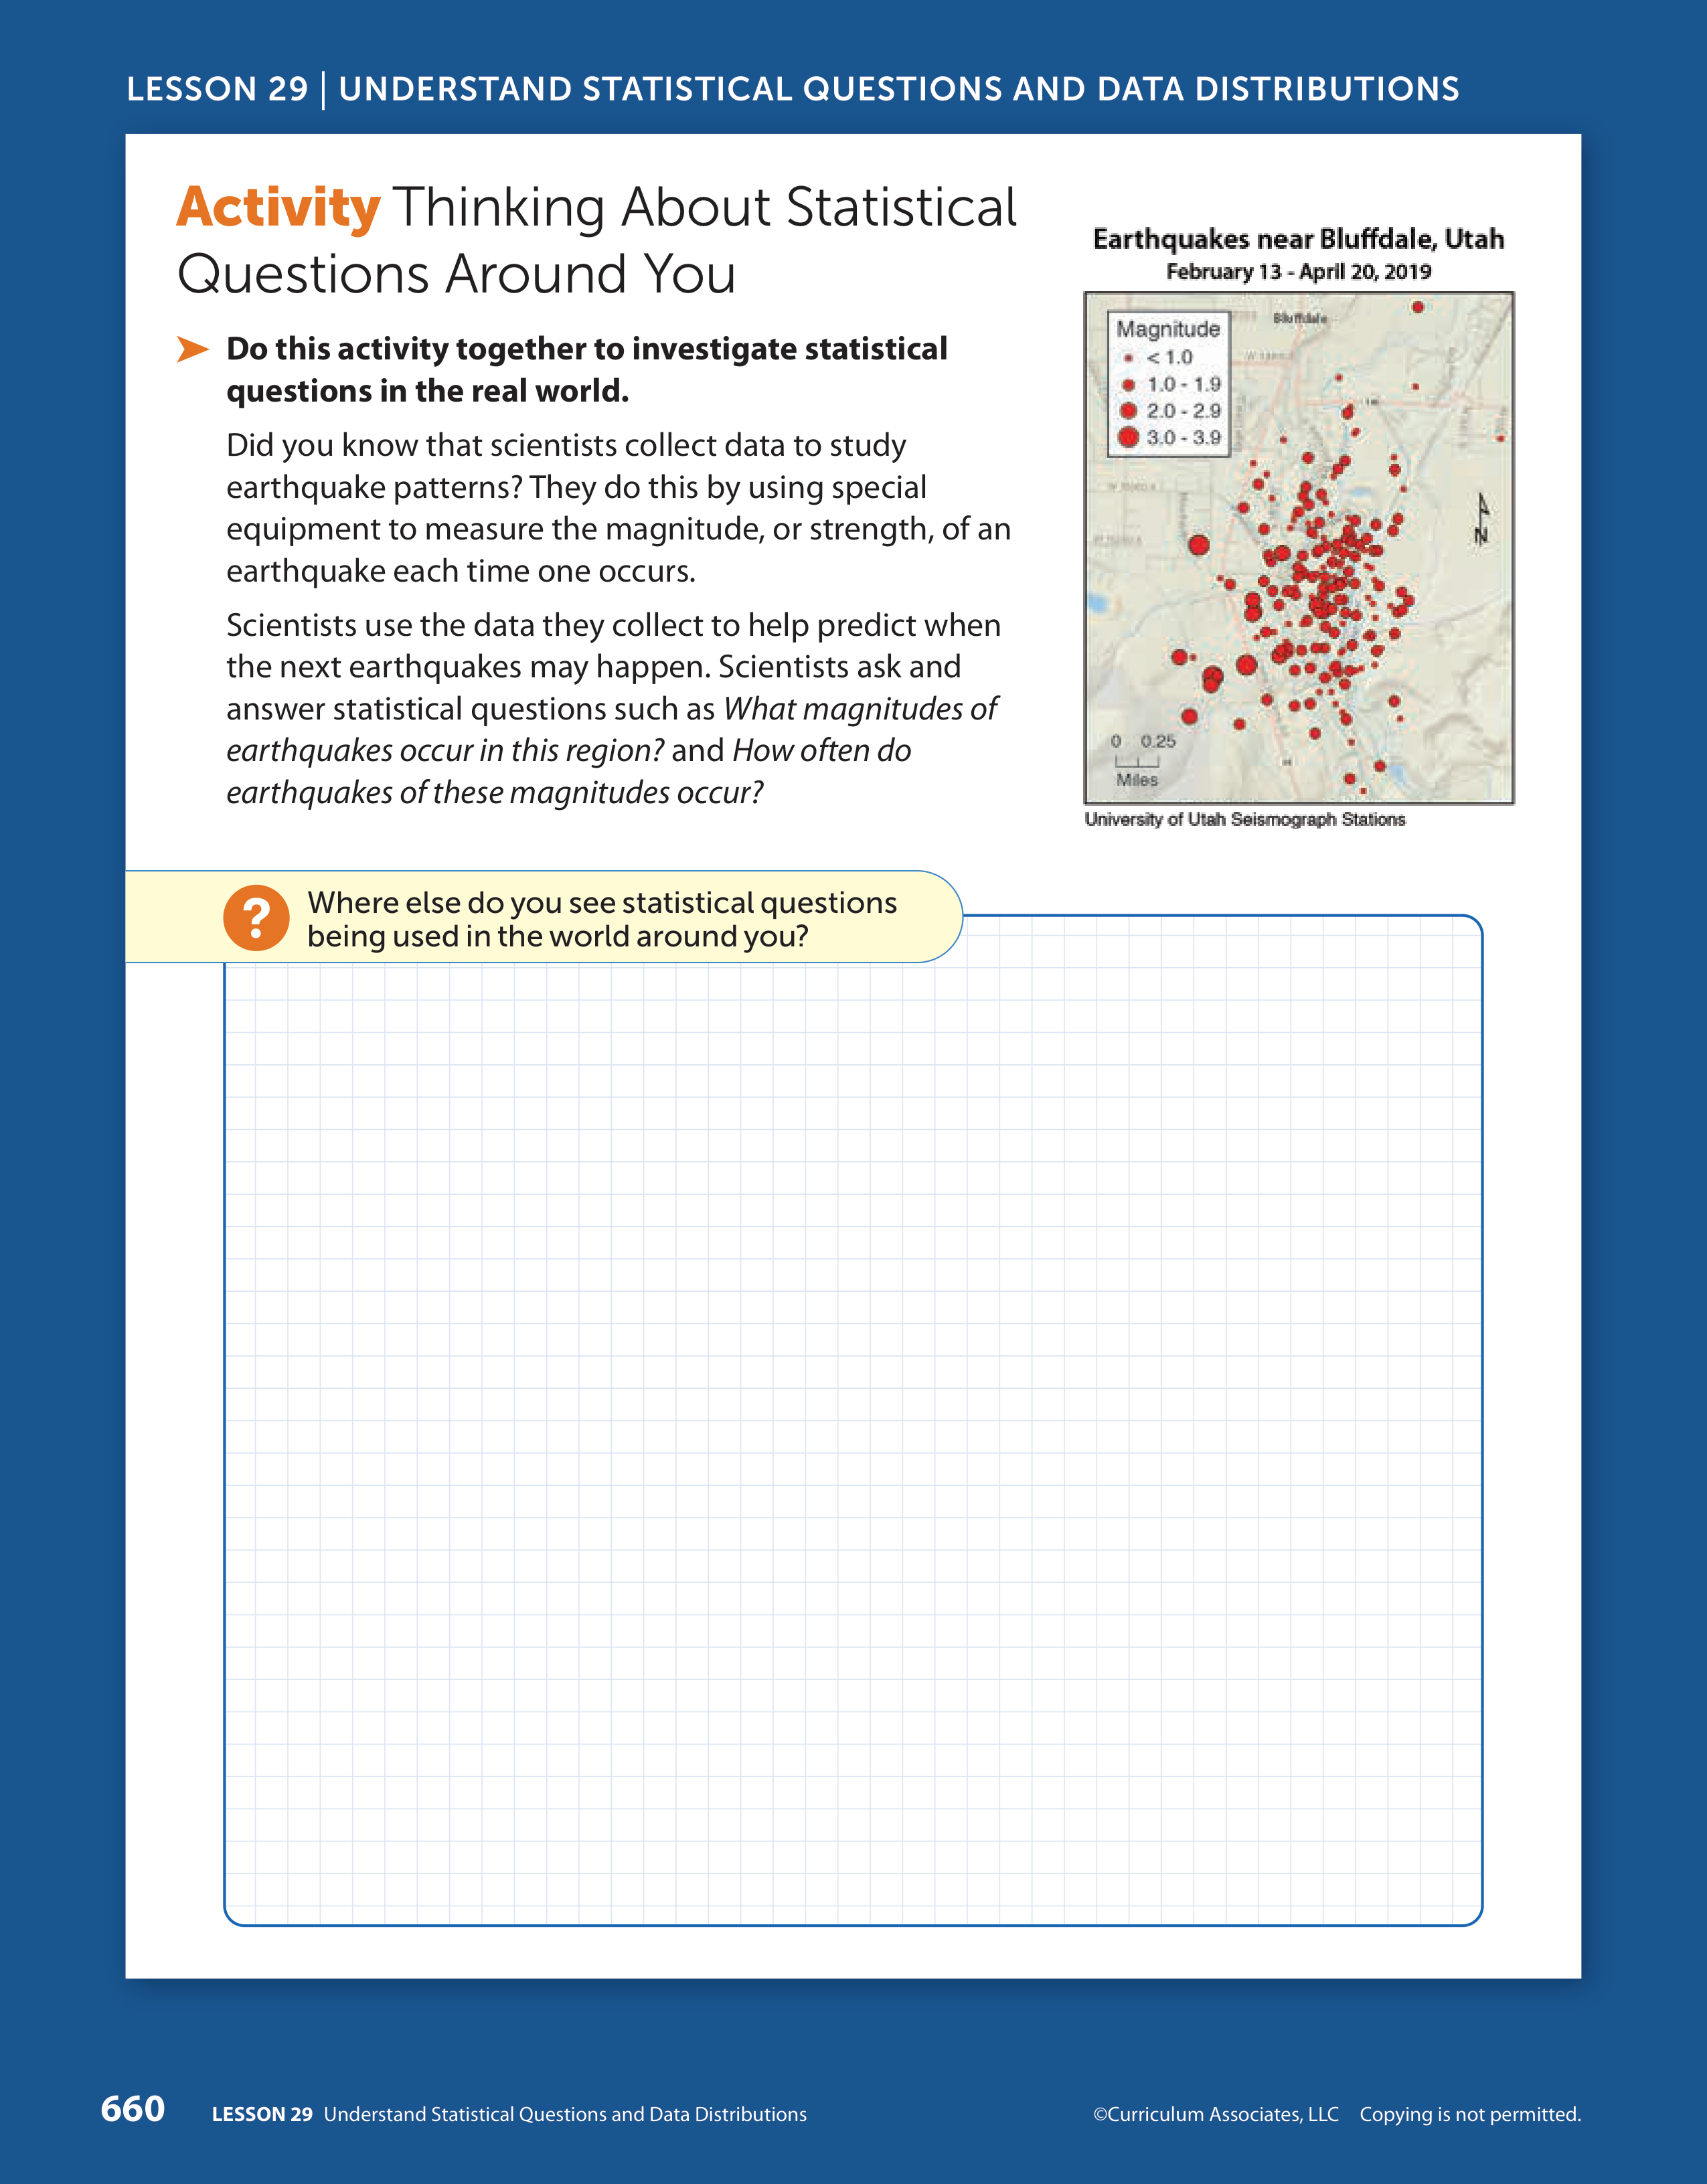 LESSON 29 | UNDERSTAND STATISTICAL QUESTIONS AND DATA DISTRIBUTIONS
Activity Thinking About Statistical
Questions Around You
Do this activity together to investigate statistical
questions in the real world.
Did you know that scientists collect data to study
earthquake patterns? They do this by using special
equipment to measure the magnitude, or strength, of an
earthquake each time one occurs.
Scientists use the data they collect to help predict when
the next earthquakes may happen. Scientists ask and
answer statistical questions such as What magnitudes of
earthquakes occur in this region? and How often do
earthquakes of these magnitudes occur?
Earthquakes near Bluffdale, Utah
February 13 - April 20, 2019
Bluffdale
Magnitude
< 1.0
1.0 - 1.9
2.0 - 2.9
3.0 - 3.9
N
0 0.25
Miles
University of Utah Seismograph Stations
? Where else do you see statistical questions
being used in the world around you?
660 LESSON 29 Understand Statistical Questions and Data Distributions
©Curriculum Associates, LLC Copying is not permitted.